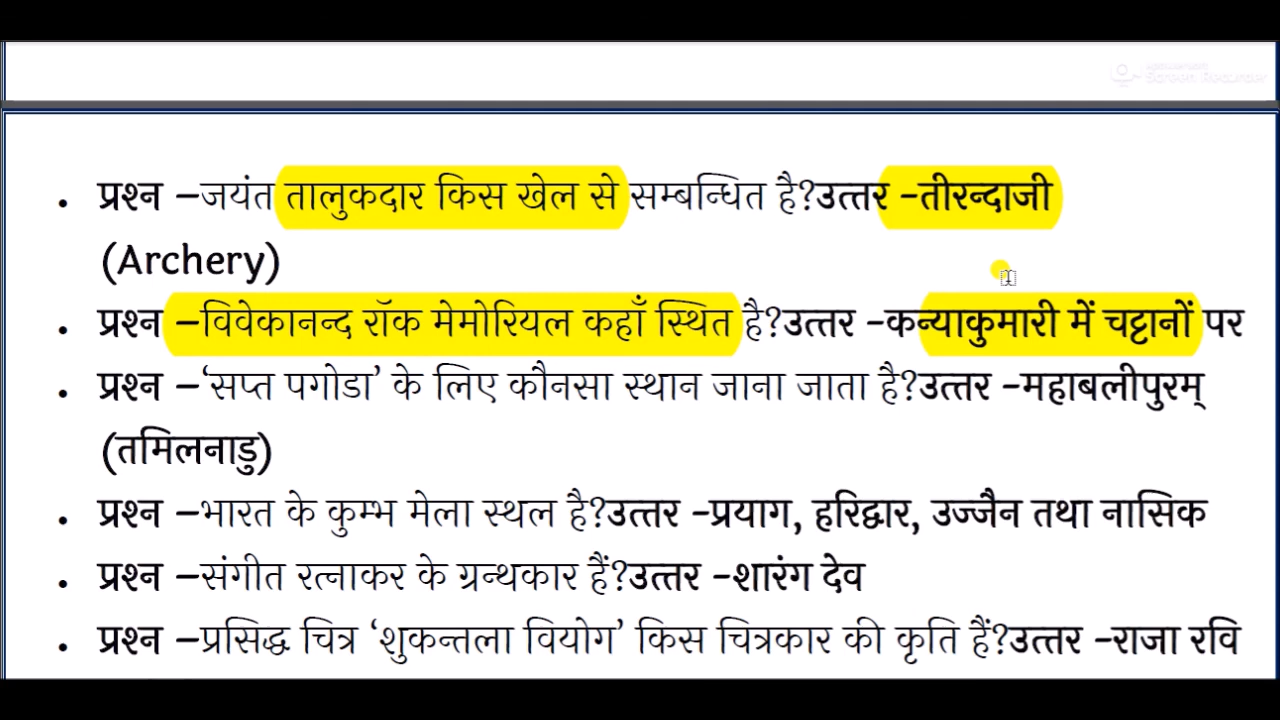 Screen Recorder
• प्रश्न –जयंत तालुकदार किस खेल से सम्बन्धित है?उत्तर -तीरन्दाजी
(Archery)
• प्रश्न –विवेकानन्द रॉक मेमोरियल कहाँ स्थित है?उत्तर -कन्याकुमारी में चट्टानों पर
• प्रश्न –‘सप्त पगोडा’ के लिए कौनसा स्थान जाना जाता है?उत्तर -महाबलीपुरम्
(तमिलनाडु)
• प्रश्न –भारत के कुम्भ मेला स्थल है?उत्तर -प्रयाग, हरिद्वार, उज्जैन तथा नासिक
• प्रश्न –संगीत रत्नाकर के ग्रन्थकार हैं?उत्तर -शारंग देव
• प्रश्न –प्रसिद्ध चित्र ‘शुकन्तला वियोग’ किस चित्रकार की कृति हैं?उत्तर -राजा रवि